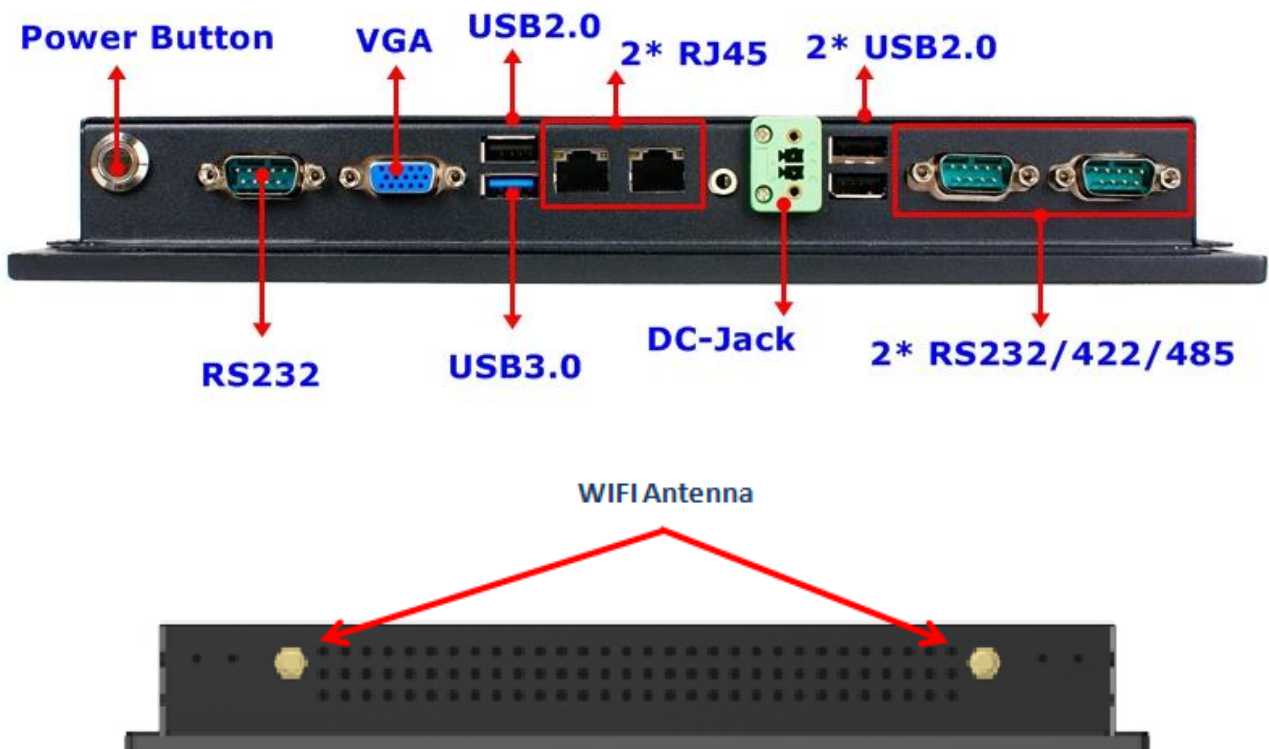 Power Button
VGA
USB2.0
2* RJ45
2* USB2.0
RS232
USB3.0
DC-Jack
2* RS232/422/485
WIFI Antenna